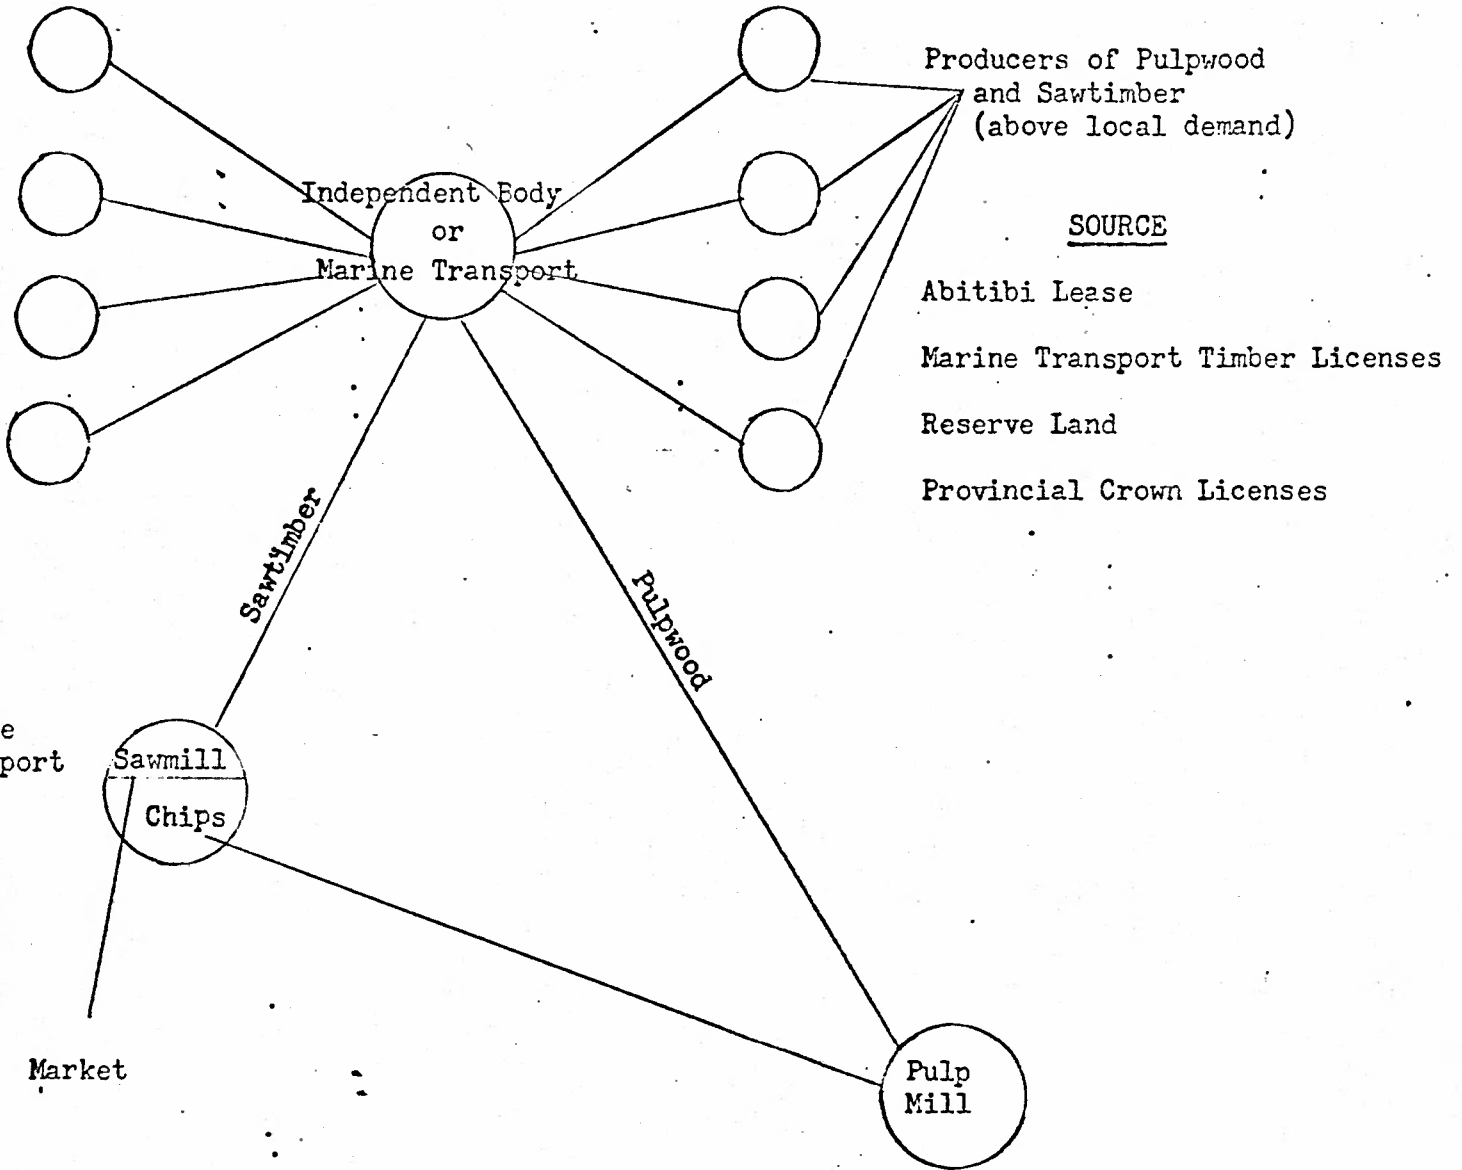 Producers of Pulpwood
and Sawtimber
(above local demand)
Independent Body
or
Marine Transport
SOURCE
Abitibi Lease
Marine Transport Timber Licenses
Reserve Land
Provincial Crown Licenses
Sawtimber
Pulpwood
e
port
Sawmill
Chips
Market
Pulp
Mill